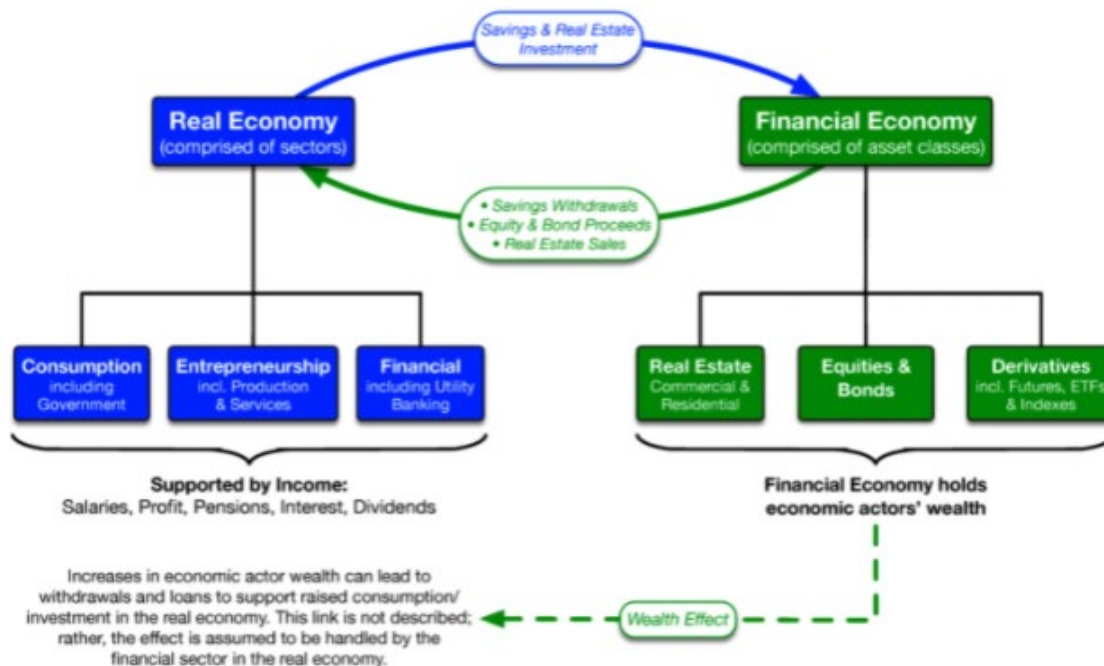 Savings & Real Estate
Investment
Real Economy
(comprised of sectors)
Financial Economy
(comprised of asset classes)
• Savings Withdrawals
• Equity & Bond Proceeds
• Real Estate Sales
Consumption
including
Government
Entrepreneurship
incl. Production
& Services
Financial
including Utility
Banking
Real Estate
Commercial &
Residential
Equities &
Bonds
Derivatives
incl. Futures, ETFs
& Indexes
Supported by Income:
Salaries, Profit, Pensions, Interest, Dividends
Financial Economy holds
economic actors' wealth
Increases in economic actor wealth can lead to
withdrawals and loans to support raised consumption/
investment in the real economy. This link is not described;
rather, the effect is assumed to be handled by the
financial sector in the real economy.
Wealth Effect